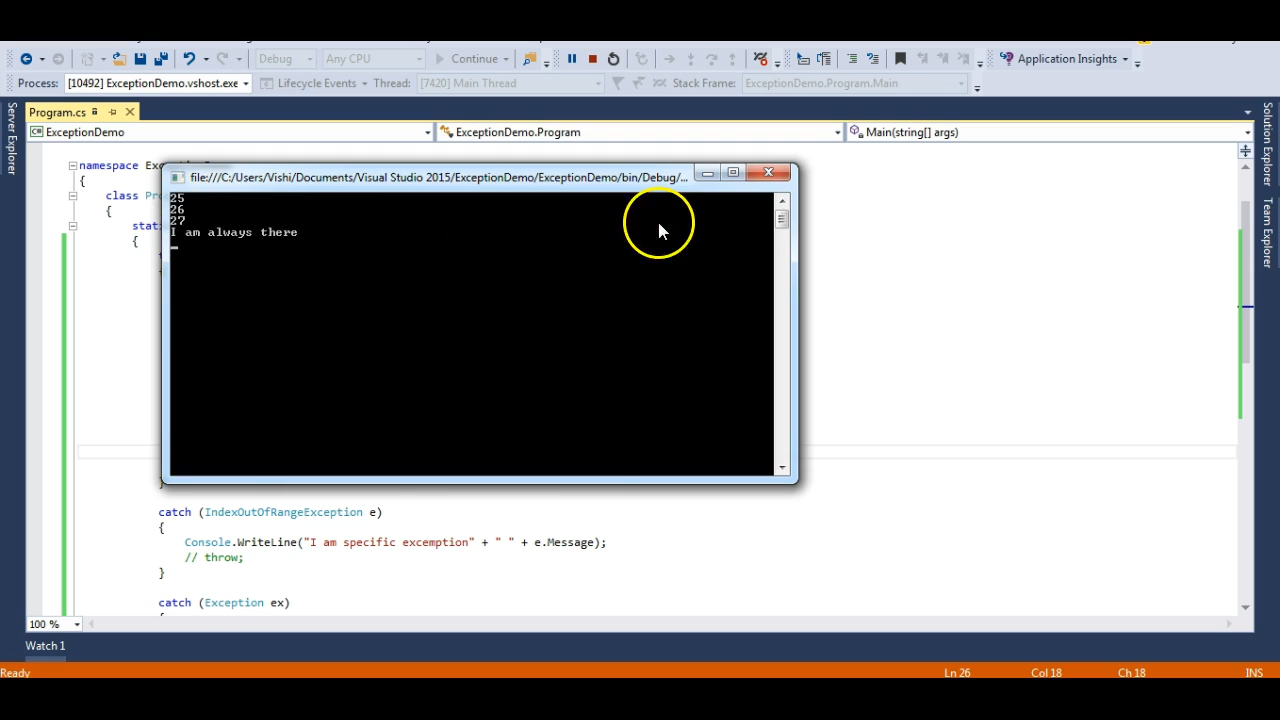 Debug Any CPU Continue Application Insights
Process: [10492] ExceptionDemo.vshost.exe Lifecycle Events Thread: [7420] Main Thread Stack Frame: ExceptionDemo.Program.Main
Server Explorer
Program.cs
Solution Explorer
Team Explorer
ExceptionDemo ExceptionDemo.Program Main(string[] args)
namespace Exc
{
class Pr
{
stati
{
file:///C:/Users/Vishi/Documents/Visual Studio 2015/ExceptionDemo/ExceptionDemo/bin/Debug/...
25
26
27
I am always there
}
catch (IndexOutOfRangeException e)
{
Console.WriteLine("I am specific excemption" + " " + e.Message);
// throw;
}
catch (Exception ex)
100 %
Watch 1
Ready Ln 26 Col 18 Ch 18 INS